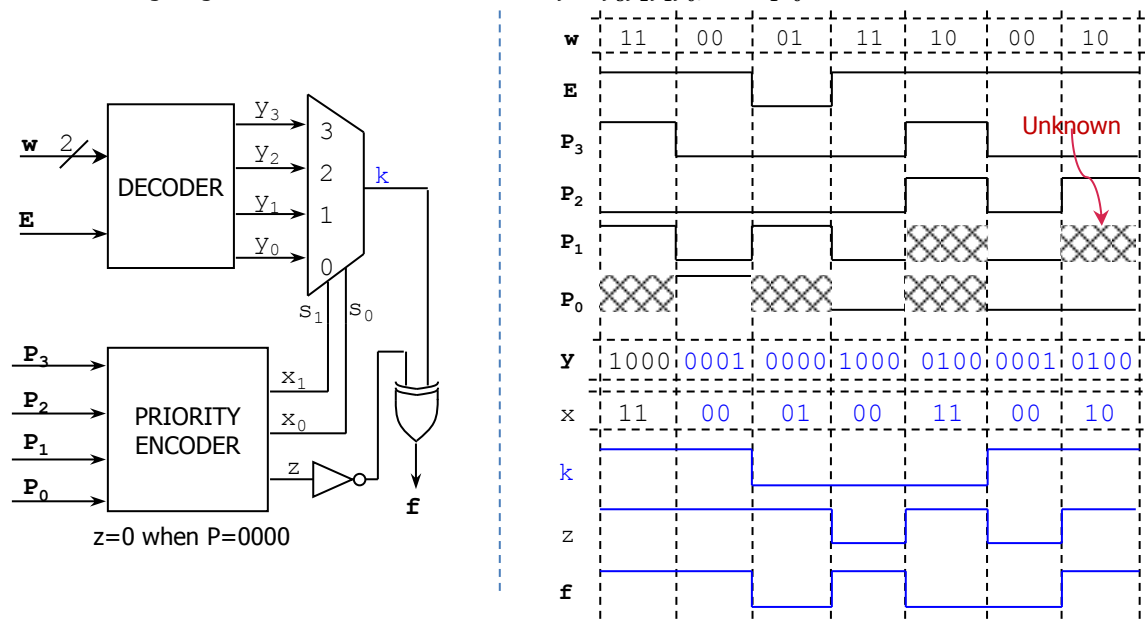 w 11 00 01 11 10 00 10
E
P3
Unknown
P2
P1
P0
y 1000 0001 0000 1000 0100 0001 0100
x 11 00 01 00 11 00 10
k
z
f
w 2
E
DECODER
y3
y2
y1
y0
3
2
1
0
k
s1 s0
P3
P2
P1
P0
PRIORITY
ENCODER
x1
x0
z
f
z=0 when P=0000